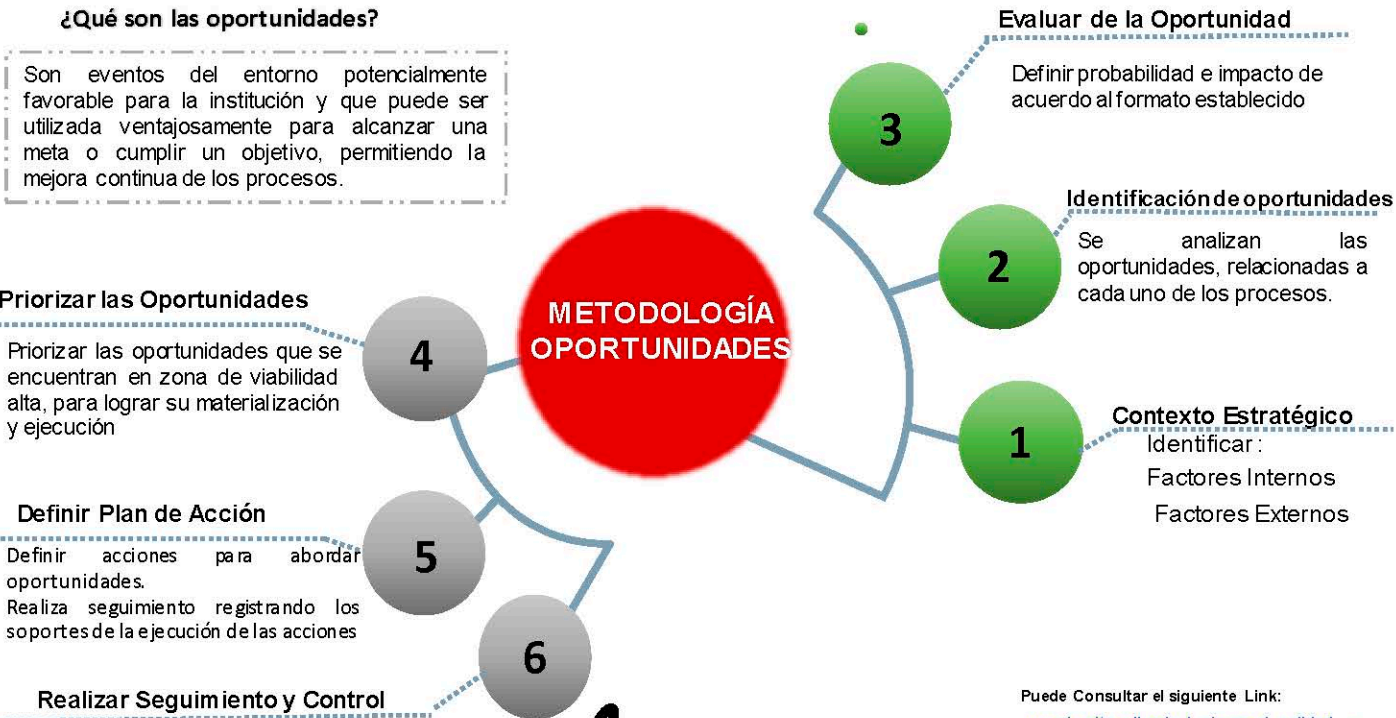 ¿Qué son las oportunidades?
Son eventos del entorno potencialmente
favorable para la institución y que puede ser
utilizada ventajosamente para alcanzar una
meta o cumplir un objetivo, permitiendo la
mejora continua de los procesos.
METODOLOGÍA
OPORTUNIDADES
1
Contexto Estratégico
Identificar :
Factores Internos
Factores Externos
2
Identificación de oportunidades
Se analizan las
oportunidades, relacionadas a
cada uno de los procesos.
3
Evaluar de la Oportunidad
Definir probabilidad e impacto de
acuerdo al formato establecido
4
Priorizar las Oportunidades
Priorizar las oportunidades que se
encuentran en zona de viabilidad
alta, para lograr su materialización
y ejecución
5
Definir Plan de Acción
Definir acciones para abordar
oportunidades.
Realiza seguimiento registrando los
soportes de la ejecución de las acciones
6
Realizar Seguimiento y Control
Puede Consultar el siguiente Link: